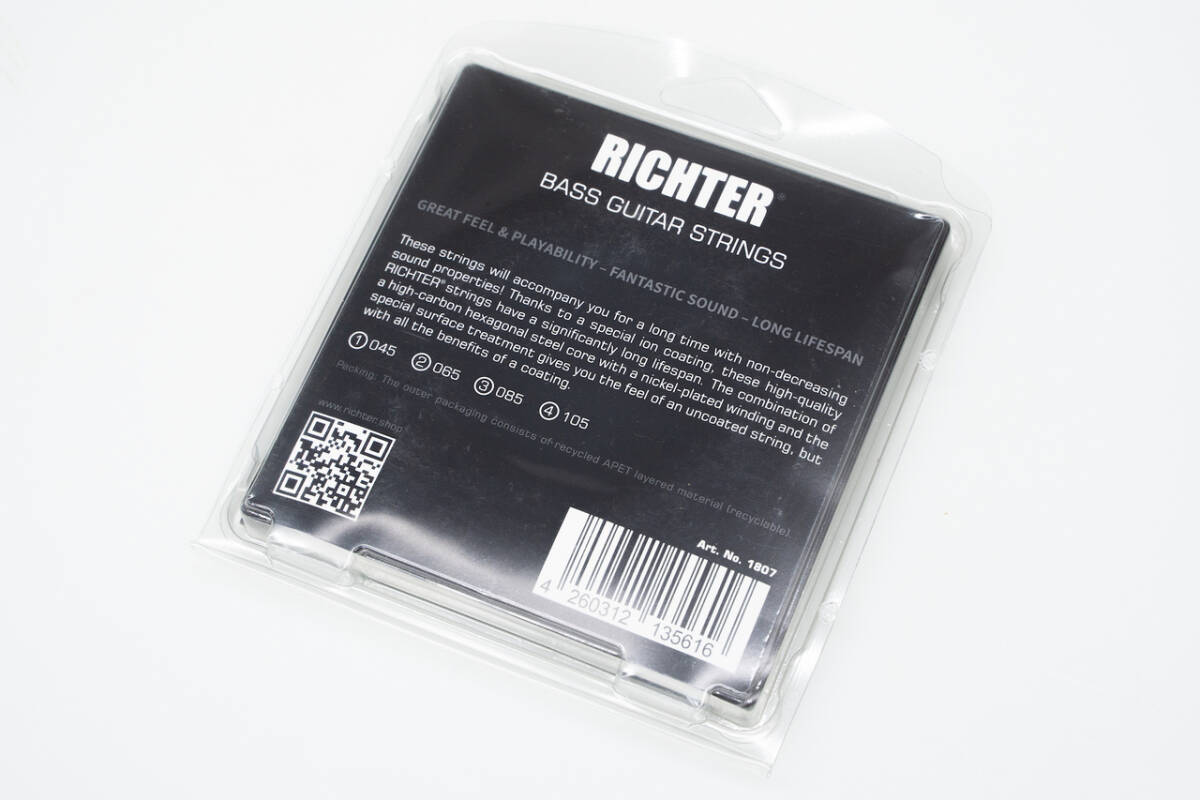 RICHTER®
BASS GUITAR STRINGS
GREAT FEEL & PLAYABILITY – FANTASTIC SOUND – LONG LIFESPAN
These strings will accompany you for a long time with non-decreasing
sound properties! Thanks to a special ion coating, these high-quality
RICHTER® strings have a significantly long lifespan. The combination of
a high-carbon hexagonal steel core with a nickel-plated winding and the
special surface treatment gives you the feel of an uncoated string, but
with all the benefits of a coating.
① 045 ② 065 ③ 085 ④ 105
Packing: The outer packaging consists of recycled APET layered material (recyclable).
www.richter.shop
Art. No. 1807
4 260312 135616